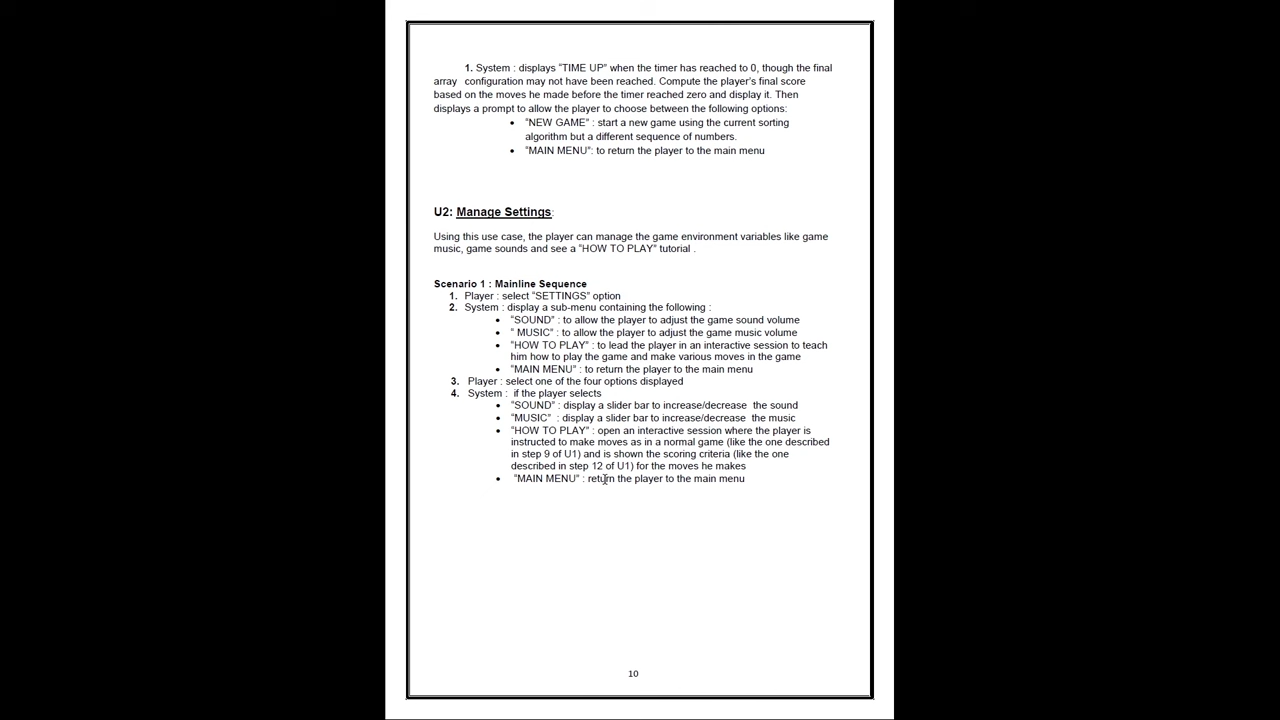 1. System : displays "TIME UP" when the timer has reached to 0, though the final
array configuration may not have been reached. Compute the player's final score
based on the moves he made before the timer reached zero and display it. Then
displays a prompt to allow the player to choose between the following options:
• "NEW GAME" : start a new game using the current sorting
algorithm but a different sequence of numbers.
• "MAIN MENU": to return the player to the main menu
U2: Manage Settings:
Using this use case, the player can manage the game environment variables like game
music, game sounds and see a "HOW TO PLAY" tutorial .
Scenario 1 : Mainline Sequence
1. Player : select "SETTINGS" option
2. System : display a sub-menu containing the following :
• "SOUND" : to allow the player to adjust the game sound volume
• " MUSIC" : to allow the player to adjust the game music volume
• "HOW TO PLAY" : to lead the player in an interactive session to teach
him how to play the game and make various moves in the game
• "MAIN MENU" : to return the player to the main menu
3. Player : select one of the four options displayed
4. System : if the player selects
• "SOUND" : display a slider bar to increase/decrease the sound
• "MUSIC" : display a slider bar to increase/decrease the music
• "HOW TO PLAY" : open an interactive session where the player is
instructed to make moves as in a normal game (like the one described
in step 9 of U1) and is shown the scoring criteria (like the one
described in step 12 of U1) for the moves he makes
• "MAIN MENU" : return the player to the main menu
10